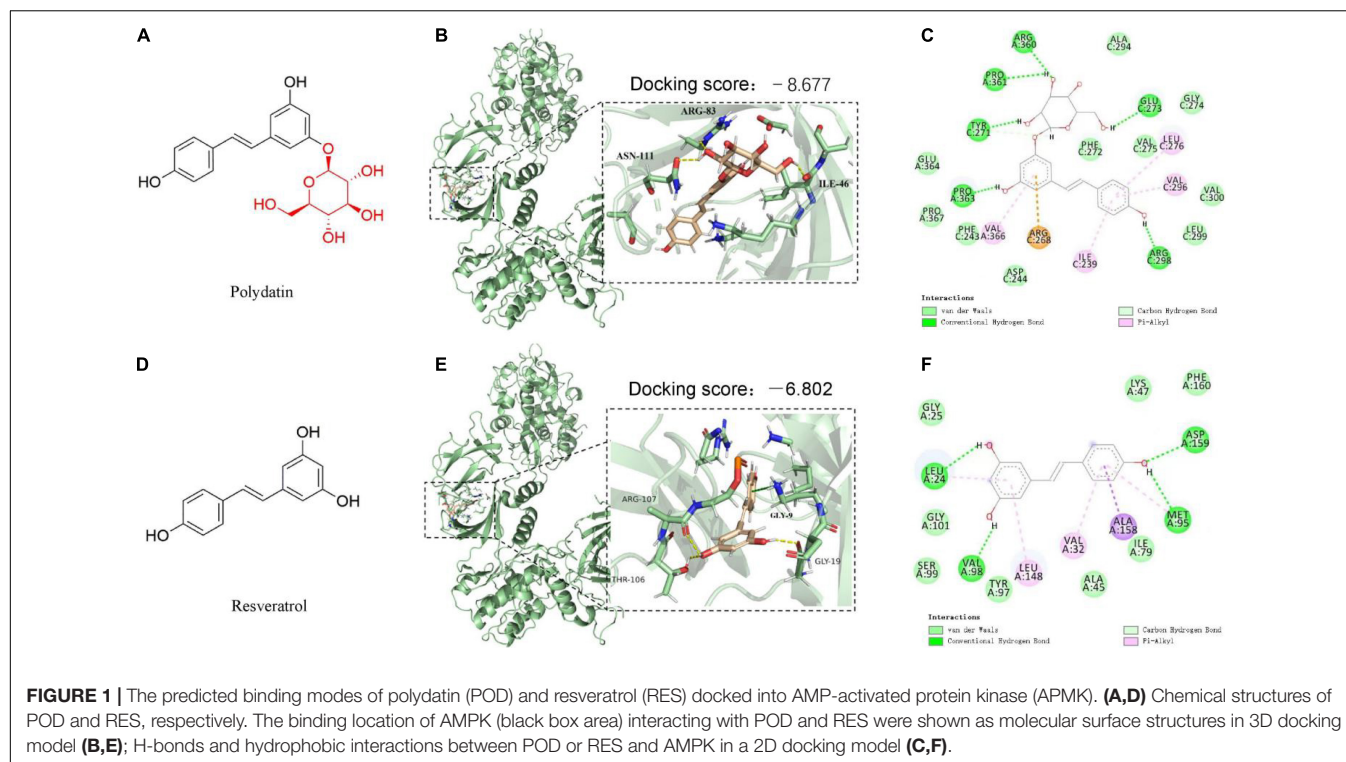 A
OH
HO
O
O
OH
HO
OH
OH
Polydatin
B
Docking score: －8.677
ARG-83
ASN-111
ILE-46
C
ARG
A:360
ALA
C:294
PRO
A:361
GLU
C:273
GLY
C:274
TYR
C:271
PHE
C:272
VAL
C:275
LEU
C:276
GLU
A:364
PRO
A:363
VAL
C:296
VAL
C:300
PRO
A:367
PHE
C:243
VAL
A:366
ARG
C:268
LEU
C:299
ILE
C:239
ARG
C:298
ASP
C:244
Interactions
van der Waals
Conventional Hydrogen Bond
Carbon Hydrogen Bond
Pi-Alkyl
D
OH
OH
HO
Resveratrol
E
Docking score: －6.802
ARG-107
GLY-9
THR-106
GLY-19
F
LYS
A:47
PHE
A:160
GLY
A:25
ASP
A:159
LEU
A:24
GLY
A:101
MET
A:95
ALA
A:158
VAL
A:32
ILE
A:79
SER
A:99
VAL
A:98
TYR
A:97
LEU
A:148
ALA
A:45
Interactions
van der Waals
Conventional Hydrogen Bond
Carbon Hydrogen Bond
Pi-Alkyl
FIGURE 1 | The predicted binding modes of polydatin (POD) and resveratrol (RES) docked into AMP-activated protein kinase (APMK). (A,D) Chemical structures of
POD and RES, respectively. The binding location of AMPK (black box area) interacting with POD and RES were shown as molecular surface structures in 3D docking
model (B,E); H-bonds and hydrophobic interactions between POD or RES and AMPK in a 2D docking model (C,F).